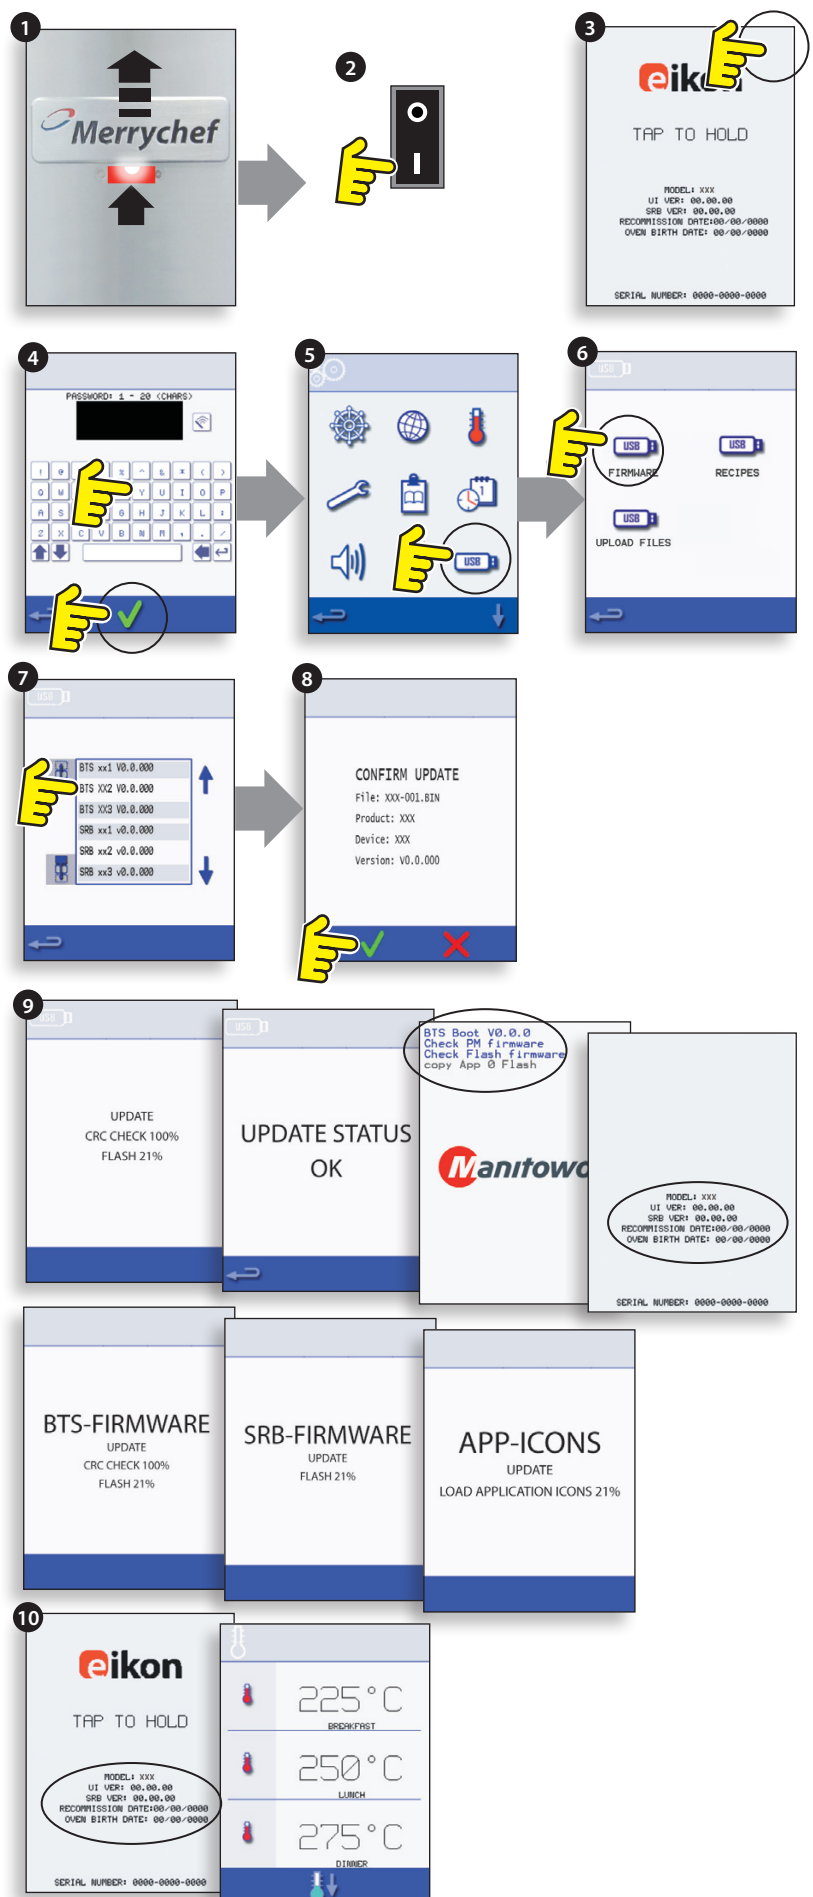 1
Merrychef
2
3
eik
TAP TO HOLD
MODEL: XXX
UI VER: 00.00.00
SRB VER: 00.00.00
RECOMMISSION DATE:00/00/0000
OVEN BIRTH DATE: 00/00/0000
SERIAL NUMBER: 0000-0000-0000
4
PASSWORD: 1 - 20 (CHARS)
! @ % ^ & * ( )
Q W Y U I O P
A S G H J K L :
Z X C V B N M , . /
5
1
USB
6
USB
USB
USB
FIRMWARE
RECIPES
USB
UPLOAD FILES
7
USB
BTS xx1 V0.0.000
BTS XX2 V0.0.000
BTS XX3 V0.0.000
SRB xx1 v0.0.000
SRB xx2 v0.0.000
SRB xx3 v0.0.000
8
CONFIRM UPDATE
File: XXX-001.BIN
Product: XXX
Device: XXX
Version: V0.0.000
9
USB
UPDATE
CRC CHECK 100%
FLASH 21%
USB
UPDATE STATUS
OK
BTS Boot V0.0.0
Check PM firmware
Check Flash firmware
copy App 0 Flash
Manitowo
MODEL: XXX
UI VER: 00.00.00
SRB VER: 00.00.00
RECOMMISSION DATE:00/00/0000
OVEN BIRTH DATE: 00/00/0000
SERIAL NUMBER: 0000-0000-0000
BTS-FIRMWARE
UPDATE
CRC CHECK 100%
FLASH 21%
SRB-FIRMWARE
UPDATE
FLASH 21%
APP-ICONS
UPDATE
LOAD APPLICATION ICONS 21%
10
eikon
TAP TO HOLD
MODEL: XXX
UI VER: 00.00.00
SRB VER: 00.00.00
RECOMMISSION DATE:00/00/0000
OVEN BIRTH DATE: 00/00/0000
SERIAL NUMBER: 0000-0000-0000
225°C
BREAKFAST
250°C
LUNCH
275°C
DINNER